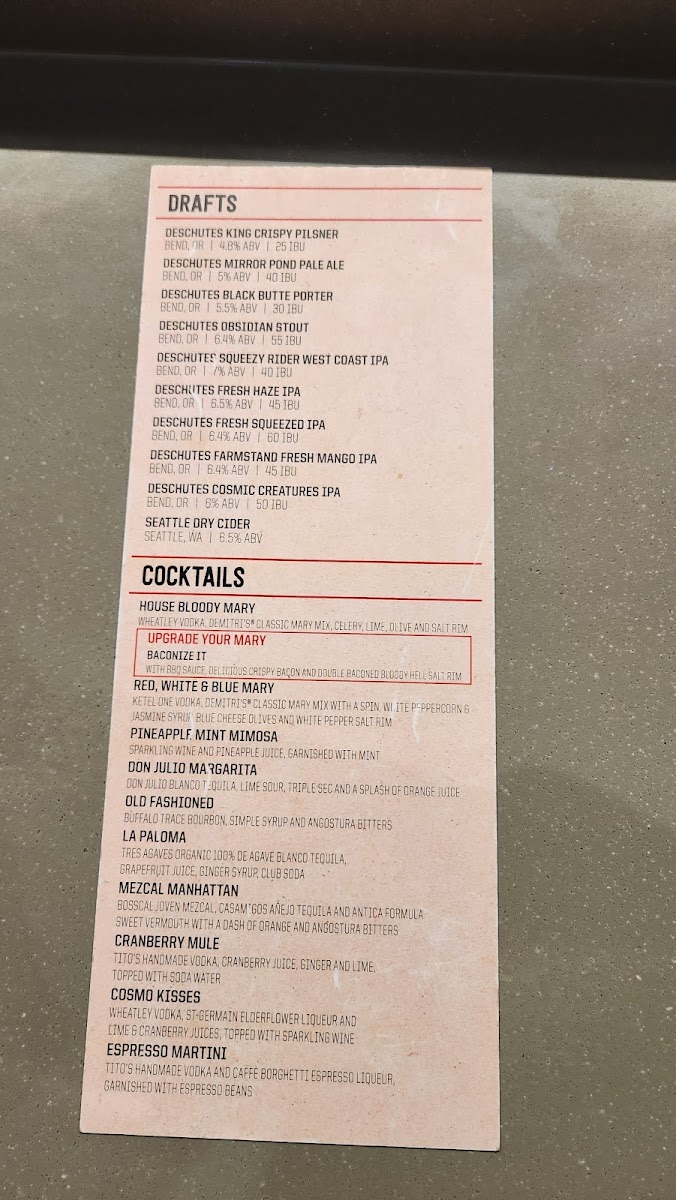 DRAFTS
DESCHUTES KING CRISPY PILSNER
BEND, OR | 4.8% ABV | 25 IBU
DESCHUTES MIRROR POND PALE ALE
BEND, OR | 5% ABV | 40 IBU
DESCHUTES BLACK BUTTE PORTER
BEND, OR | 5.5% ABV | 30 IBU
DESCHUTES OBSIDIAN STOUT
BEND, OR | 6.4% ABV | 55 IBU
DESCHUTES SQUEEZY RIDER WEST COAST IPA
BEND, OR | 7% ABV | 40 IBU
DESCHUTES FRESH HAZE IPA
BEND, OR | 6.5% ABV | 45 IBU
DESCHUTES FRESH SQUEEZED IPA
BEND, OR | 6.4% ABV | 60 IBU
DESCHUTES FARMSTAND FRESH MANGO IPA
BEND, OR | 6.4% ABV | 45 IBU
DESCHUTES COSMIC CREATURES IPA
BEND, OR | 6% ABV | 50 IBU
SEATTLE DRY CIDER
SEATTLE, WA | 6.5% ABV
COCKTAILS
HOUSE BLOODY MARY
WHEATLEY VODKA, DEMITRI'S® CLASSIC MARY MIX, CELERY, LIME, OLIVE AND SALT RIM
UPGRADE YOUR MARY
BACONIZE IT
WITH BBQ SAUCE, DELICIOUS CRISPY BACON AND DOUBLE BACONED BLOODY HELL SALT RIM
RED, WHITE & BLUE MARY
KETEL ONE VODKA, DEMITRI'S® CLASSIC MARY MIX WITH A SPIN, WHITE PEPPERCORN &
JASMINE SYRUP, BLUE CHEESE OLIVES AND WHITE PEPPER SALT RIM
PINEAPPLE MINT MIMOSA
SPARKLING WINE AND PINEAPPLE JUICE, GARNISHED WITH MINT
DON JULIO MARGARITA
DON JULIO BLANCO TEQUILA, LIME SOUR, TRIPLE SEC AND A SPLASH OF ORANGE JUICE
OLD FASHIONED
BUFFALO TRACE BOURBON, SIMPLE SYRUP AND ANGOSTURA BITTERS
LA PALOMA
TRES AGAVES ORGANIC 100% DE AGAVE BLANCO TEQUILA,
GRAPEFRUIT JUICE, GINGER SYRUP, CLUB SODA
MEZCAL MANHATTAN
BOSSCAL JOVEN MEZCAL, CASAMIGOS AÑEJO TEQUILA AND ANTICA FORMULA
SWEET VERMOUTH WITH A DASH OF ORANGE AND ANGOSTURA BITTERS
CRANBERRY MULE
TITO'S HANDMADE VODKA, CRANBERRY JUICE, GINGER AND LIME,
TOPPED WITH SODA WATER
COSMO KISSES
WHEATLEY VODKA, ST-GERMAIN ELDERFLOWER LIQUEUR AND
LIME & CRANBERRY JUICES, TOPPED WITH SPARKLING WINE
ESPRESSO MARTINI
TITO'S HANDMADE VODKA AND CAFFÈ BORGHETTI ESPRESSO LIQUEUR,
GARNISHED WITH ESPRESSO BEANS